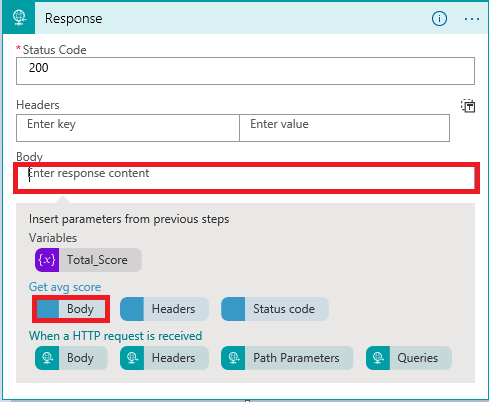 Response
*Status Code
200
Headers
Enter key Enter value
Body
Enter response content
Insert parameters from previous steps
Variables
{x} Total_Score
Get avg score
Body Headers Status code
When a HTTP request is received
Body Headers Path Parameters Queries